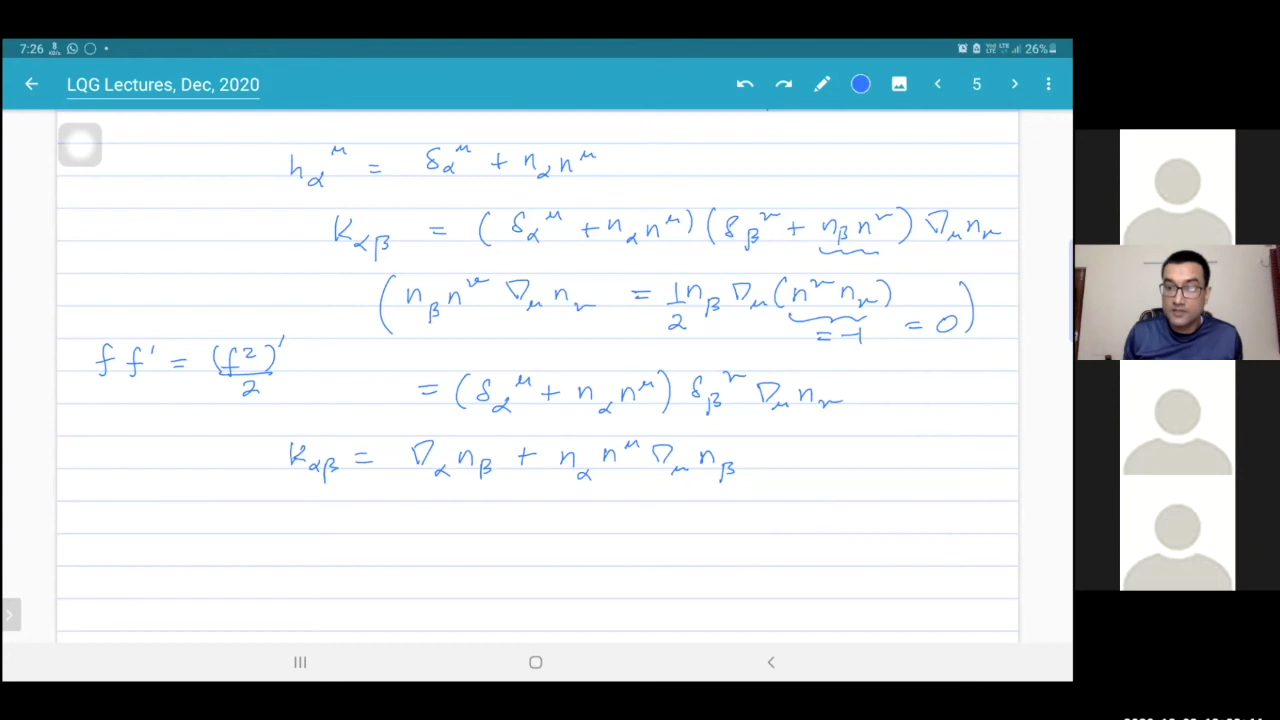 7:26 26%
LQG Lectures, Dec, 2020 5
h_α^μ = δ_α^μ + n_α n^μ
K_αβ = (δ_α^μ + n_α n^μ)(δ_β^ν + n_β n^ν) ∇_μ n_ν
(n_β n^ν ∇_μ n_ν = 1/2 n_β ∇_μ (n^ν n_ν) = 0)
= -1
f f' = (f²)'/2
= (δ_α^μ + n_α n^μ) δ_β^ν ∇_μ n_ν
K_αβ = ∇_α n_β + n_α n^μ ∇_μ n_β